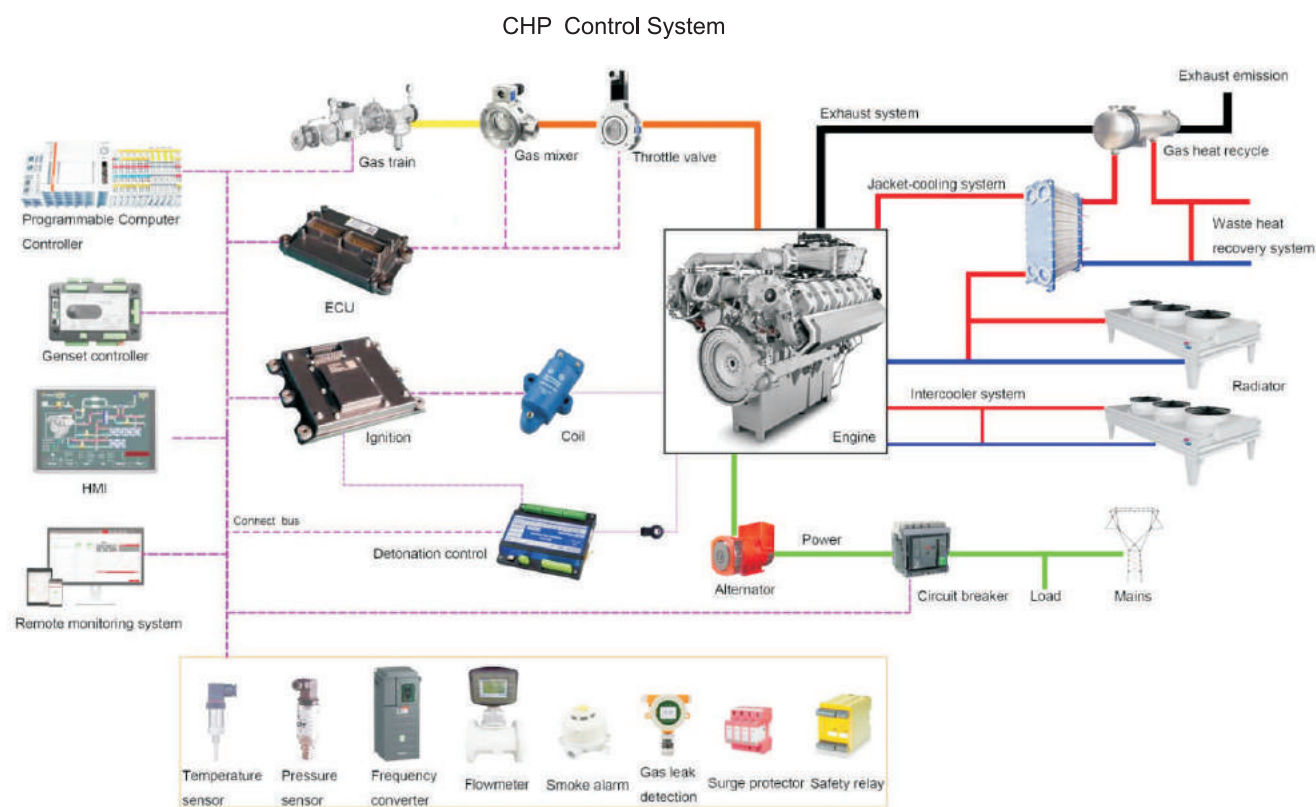 CHP Control System
Exhaust emission
Exhaust system
Gas train
Gas mixer
Throttle valve
Gas heat recycle
Jacket-cooling system
Programmable Computer
Controller
Waste heat
recovery system
ECU
Genset controller
Radiator
Intercooler system
Ignition
Coil
Engine
HMI
Connect bus
Detonation control
Power
Alternator
Circuit breaker
Load
Mains
Remote monitoring system
Temperature
sensor
Pressure
sensor
Frequency
converter
Flowmeter
Smoke alarm
Gas leak
detection
Surge protector
Safety relay